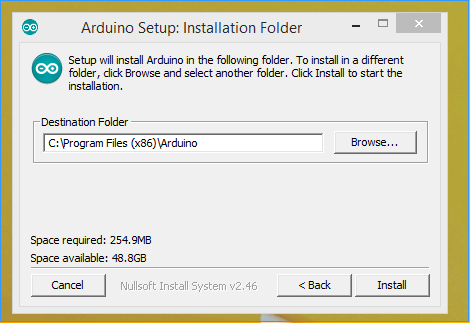 Arduino Setup: Installation Folder
Setup will install Arduino in the following folder. To install in a different
folder, click Browse and select another folder. Click Install to start the
installation.
Destination Folder
C:\Program Files (x86)\Arduino
Browse...
Space required: 254.9MB
Space available: 48.8GB
Cancel
Nullsoft Install System v2.46
< Back
Install